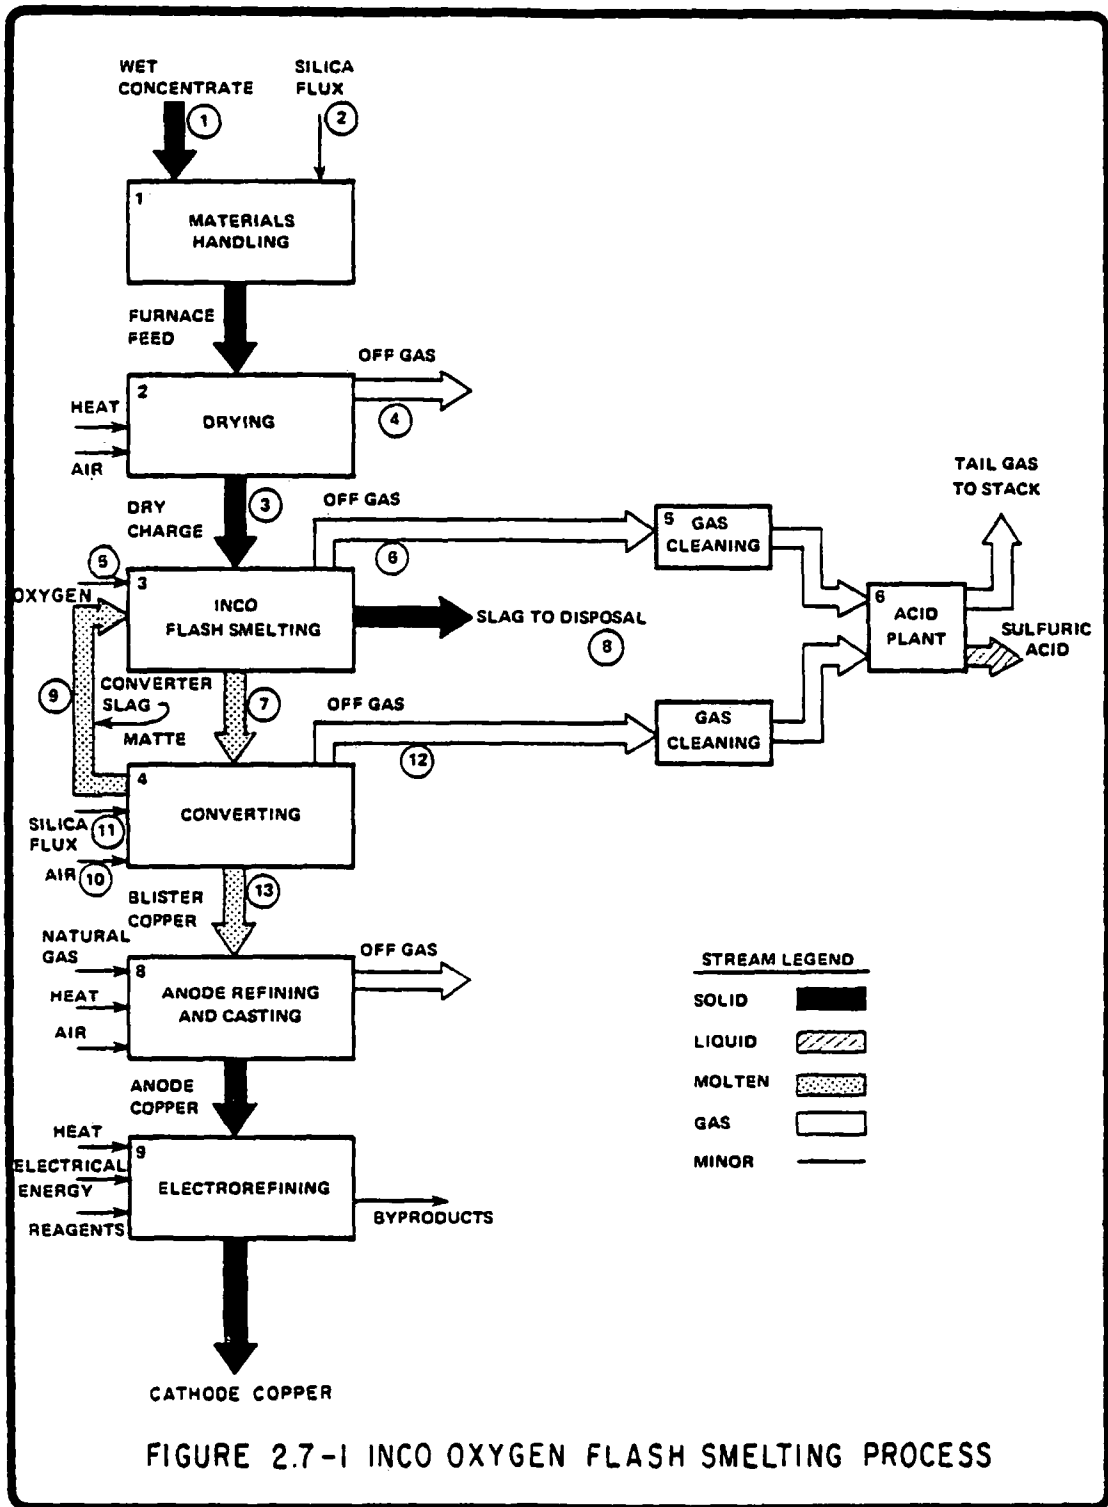 WET
CONCENTRATE
1
SILICA
FLUX
2
1
MATERIALS
HANDLING
FURNACE
FEED
OFF GAS
4
2
DRYING
HEAT
AIR
DRY
CHARGE
3
OFF GAS
6
5 GAS
CLEANING
TAIL GAS
TO STACK
5
OXYGEN
3
INCO
FLASH SMELTING
SLAG TO DISPOSAL
8
6
ACID
PLANT
SULFURIC
ACID
9
CONVERTER
SLAG
MATTE
7
OFF GAS
12
GAS
CLEANING
4
CONVERTING
SILICA
FLUX
11
AIR
10
BLISTER
COPPER
13
NATURAL
GAS
HEAT
AIR
8
ANODE REFINING
AND CASTING
OFF GAS
STREAM LEGEND
SOLID
LIQUID
MOLTEN
GAS
MINOR
ANODE
COPPER
HEAT
ELECTRICAL
ENERGY
REAGENTS
9
ELECTROREFINING
BYPRODUCTS
CATHODE COPPER
FIGURE 2.7-1 INCO OXYGEN FLASH SMELTING PROCESS